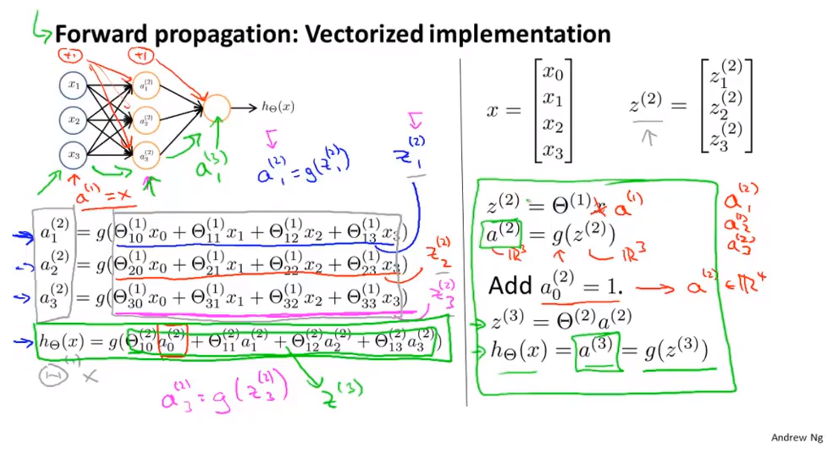 Forward propagation: Vectorized implementation
+1 +1
x₁ a₁⁽²⁾
x₂ a₂⁽²⁾ h_Θ(x)
x₃ a₃⁽²⁾
a₁⁽³⁾
a⁽¹⁾ = x
a₁⁽²⁾ = g(z₁⁽²⁾)
z₁⁽²⁾
a₁⁽²⁾ = g(Θ₁₀⁽¹⁾x₀ + Θ₁₁⁽¹⁾x₁ + Θ₁₂⁽¹⁾x₂ + Θ₁₃⁽¹⁾x₃)
a₂⁽²⁾ = g(Θ₂₀⁽¹⁾x₀ + Θ₂₁⁽¹⁾x₁ + Θ₂₂⁽¹⁾x₂ + Θ₂₃⁽¹⁾x₃) z₂⁽²⁾
a₃⁽²⁾ = g(Θ₃₀⁽¹⁾x₀ + Θ₃₁⁽¹⁾x₁ + Θ₃₂⁽¹⁾x₂ + Θ₃₃⁽¹⁾x₃) z₃⁽²⁾
h_Θ(x) = g(Θ₁₀⁽²⁾a₀⁽²⁾ + Θ₁₁⁽²⁾a₁⁽²⁾ + Θ₁₂⁽²⁾a₂⁽²⁾ + Θ₁₃⁽²⁾a₃⁽²⁾)
Θ⁽¹⁾ x
a₃⁽²⁾ = g(z₃⁽²⁾) z⁽³⁾
x = [x₀ x₁ x₂ x₃]
z⁽²⁾ = [z₁⁽²⁾ z₂⁽²⁾ z₃⁽²⁾]
z⁽²⁾ = Θ⁽¹⁾x a⁽¹⁾
a⁽²⁾ = g(z⁽²⁾)
ℝ³ ℝ³
a₁⁽²⁾
a₂⁽²⁾
a₃⁽²⁾
Add a₀⁽²⁾ = 1. → a⁽²⁾ ∈ ℝ⁴
z⁽³⁾ = Θ⁽²⁾a⁽²⁾
h_Θ(x) = a⁽³⁾ = g(z⁽³⁾)
Andrew Ng